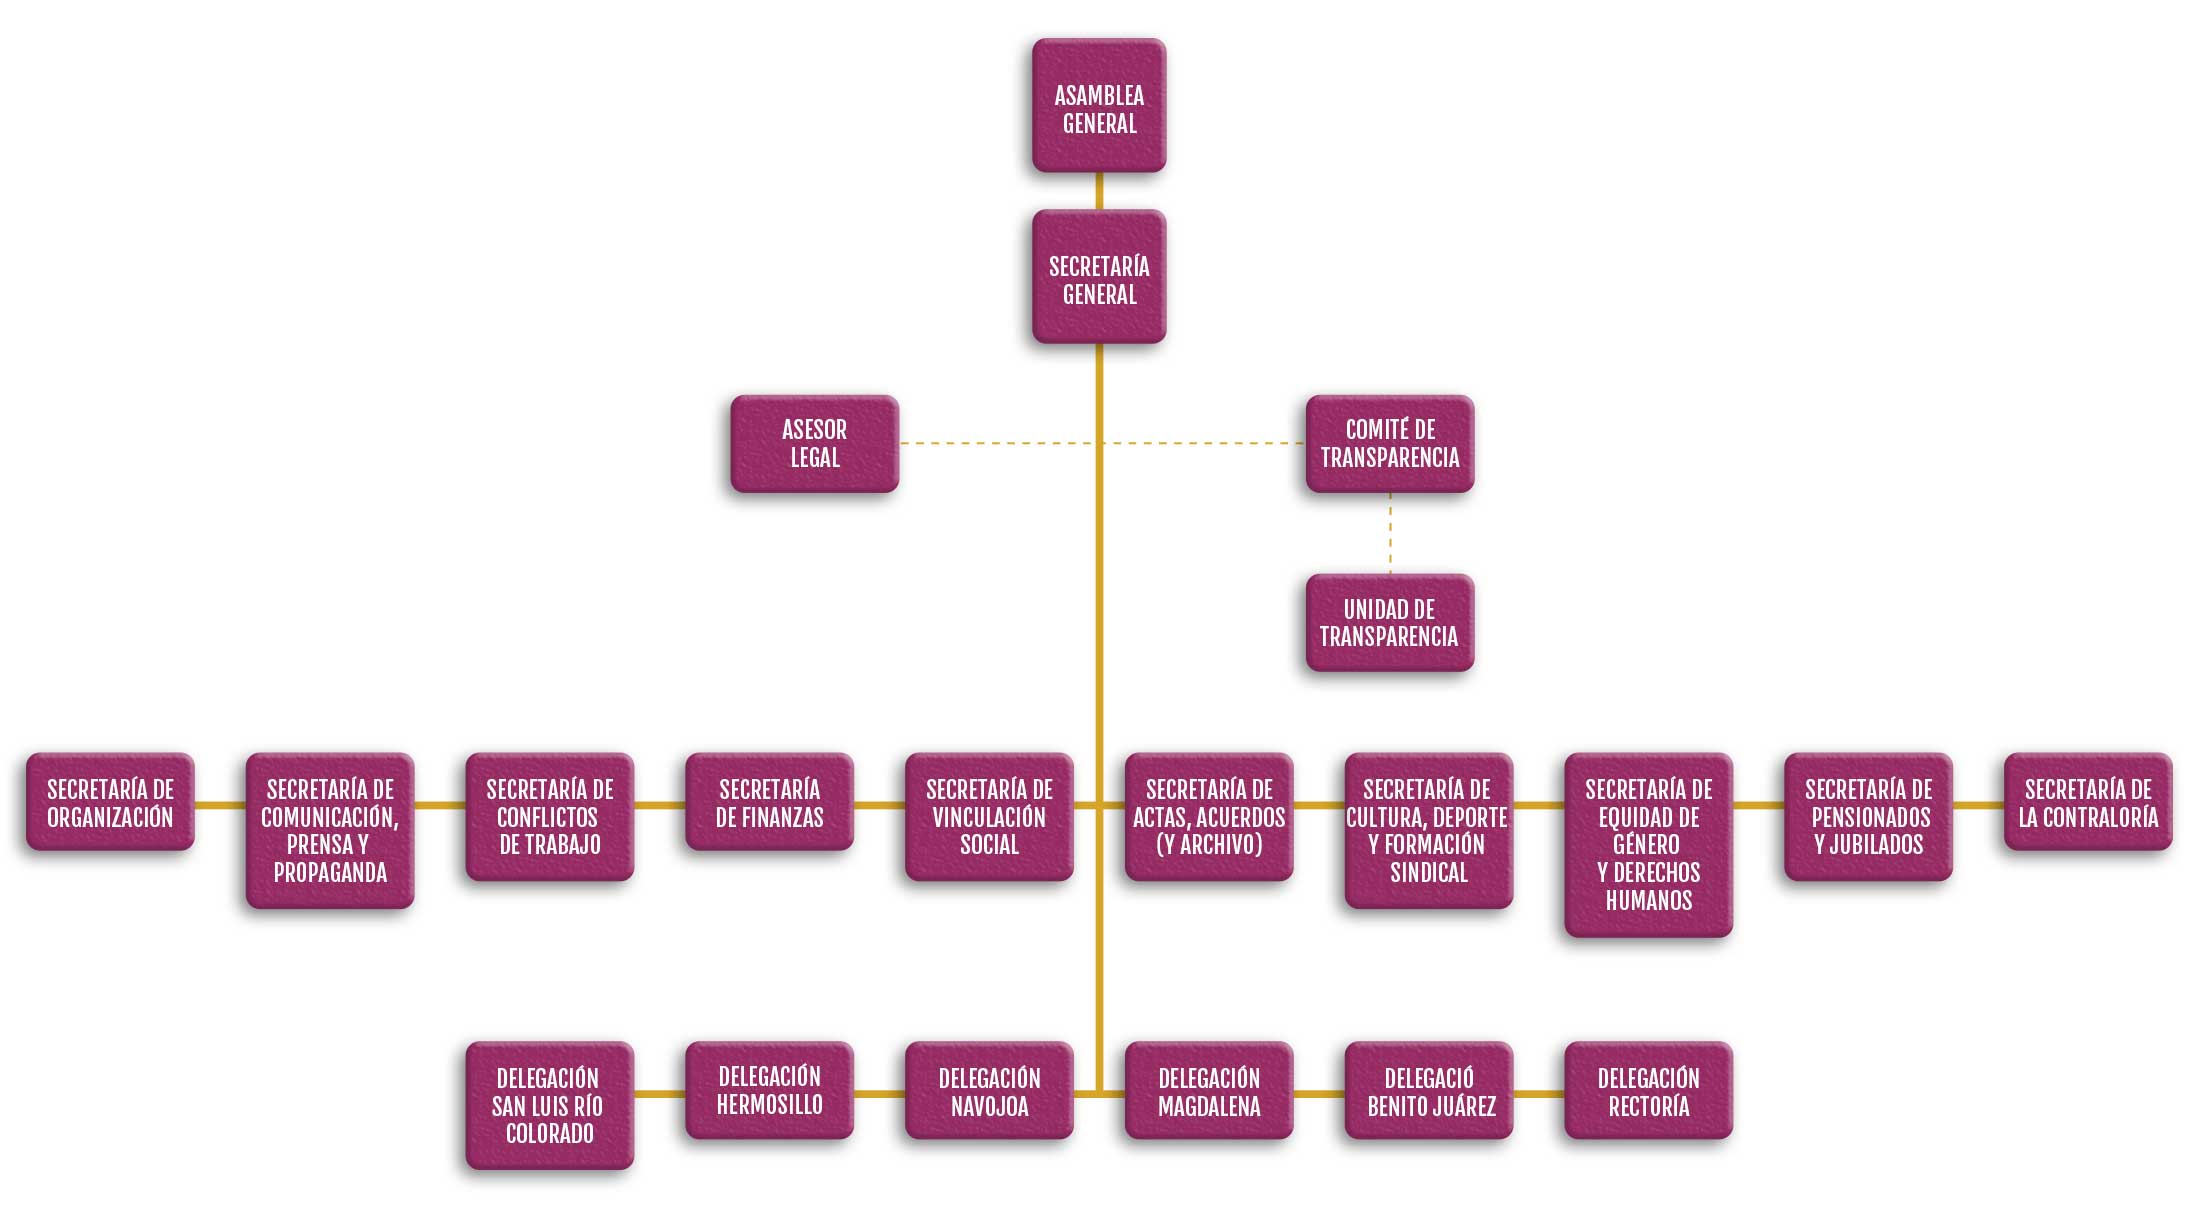 ASAMBLEA
GENERAL
SECRETARÍA
GENERAL
ASESOR
LEGAL
COMITÉ DE
TRANSPARENCIA
UNIDAD DE
TRANSPARENCIA
SECRETARÍA DE
ORGANIZACIÓN
SECRETARÍA DE
COMUNICACIÓN,
PRENSA Y
PROPAGANDA
SECRETARÍA DE
CONFLICTOS
DE TRABAJO
SECRETARÍA
DE FINANZAS
SECRETARÍA DE
VINCULACIÓN
SOCIAL
SECRETARÍA DE
ACTAS, ACUERDOS
(Y ARCHIVO)
SECRETARÍA DE
CULTURA, DEPORTE
Y FORMACIÓN
SINDICAL
SECRETARÍA DE
EQUIDAD DE
GÉNERO
Y DERECHOS
HUMANOS
SECRETARÍA DE
PENSIONADOS
Y JUBILADOS
SECRETARÍA DE
LA CONTRALORÍA
DELEGACIÓN
SAN LUIS RÍO
COLORADO
DELEGACIÓN
HERMOSILLO
DELEGACIÓN
NAVOJOA
DELEGACIÓN
MAGDALENA
DELEGACIÓ
BENITO JUÁREZ
DELEGACIÓN
RECTORÍA